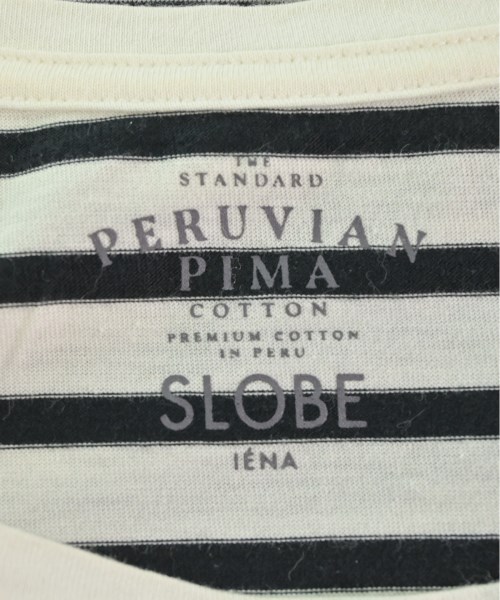 THE
STANDARD
PERUVIAN
PIMA
COTTON
PREMIUM COTTON
IN PERU
SLOBE
IÉNA